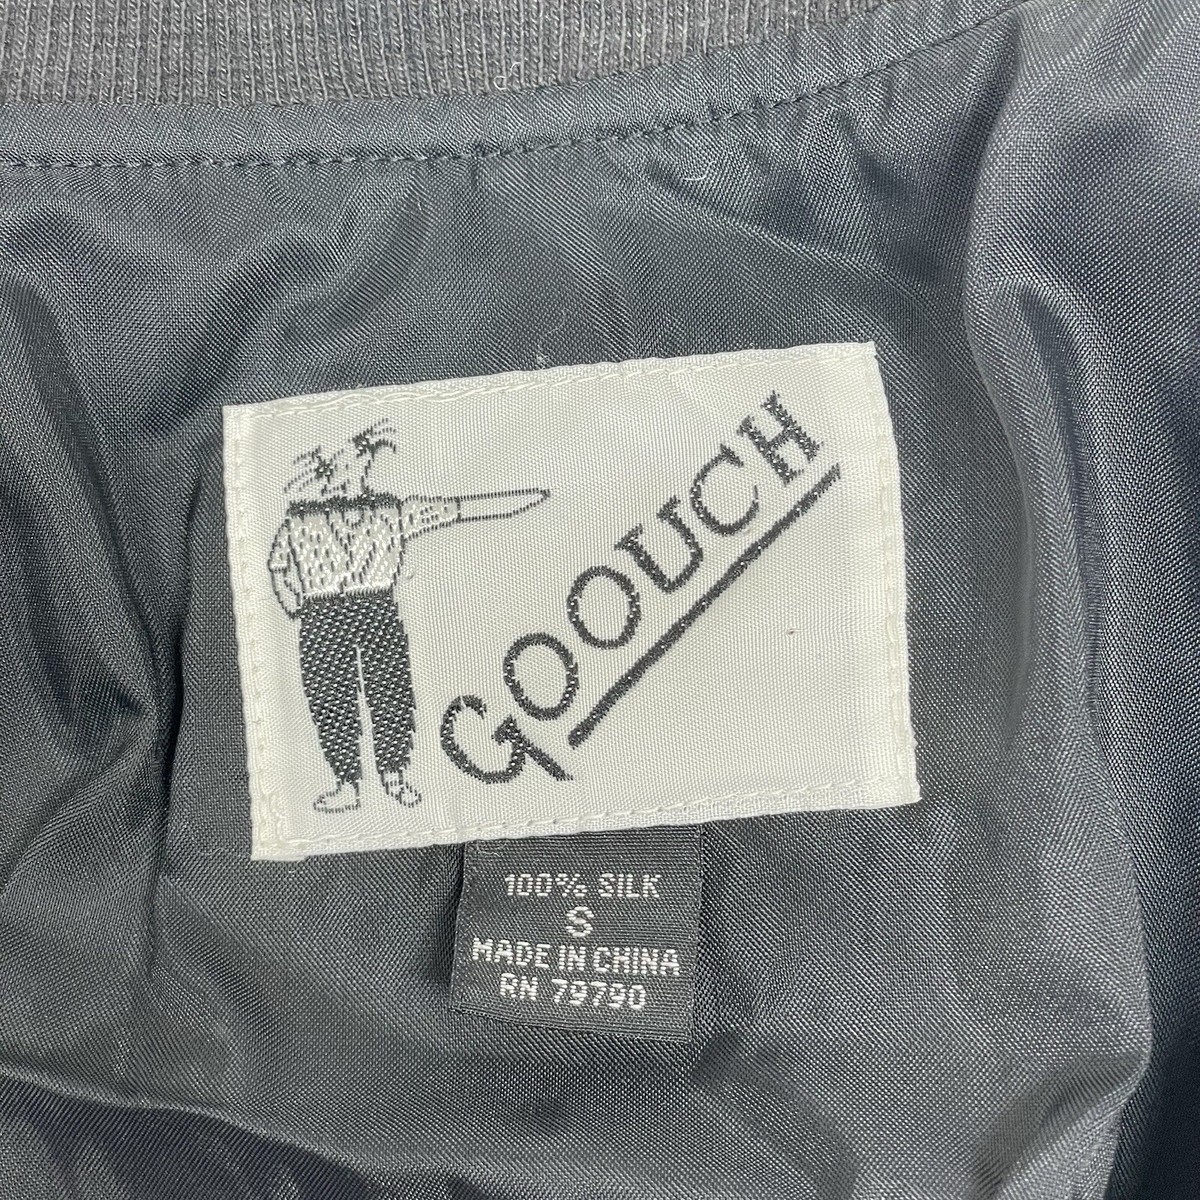 GOOUCH
100% SILK
S
MADE IN CHINA
RN 79790